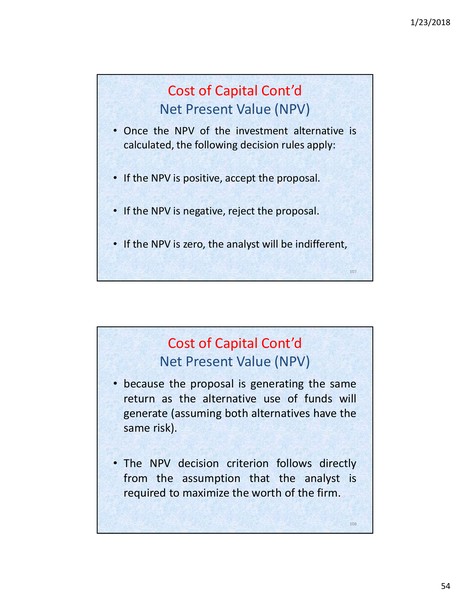 1/23/2018
Cost of Capital Cont’d
Net Present Value (NPV)
• Once the NPV of the investment alternative is
calculated, the following decision rules apply:
• If the NPV is positive, accept the proposal.
• If the NPV is negative, reject the proposal.
• If the NPV is zero, the analyst will be indifferent,
Cost of Capital Cont’d
Net Present Value (NPV)
• because the proposal is generating the same
return as the alternative use of funds will
generate (assuming both alternatives have the
same risk).
• The NPV decision criterion follows directly
from the assumption that the analyst is
required to maximize the worth of the firm.
54